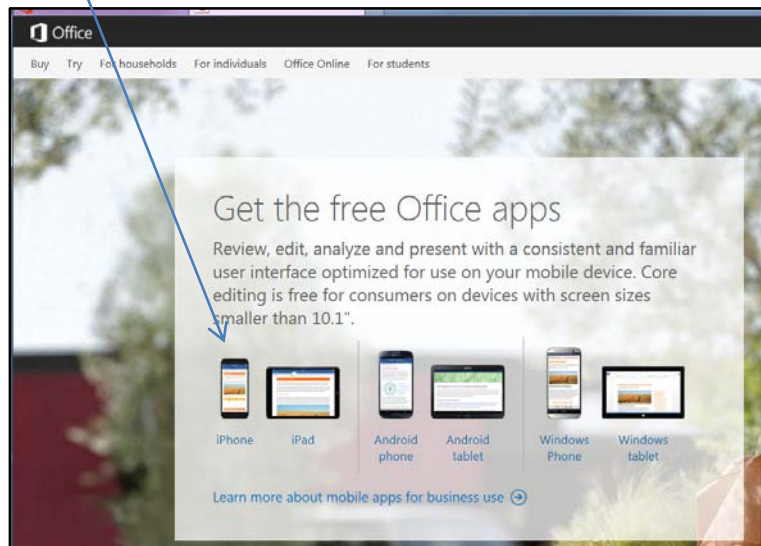 Office
Buy Try For households For individuals Office Online For students
Get the free Office apps
Review, edit, analyze and present with a consistent and familiar
user interface optimized for use on your mobile device. Core
editing is free for consumers on devices with screen sizes
smaller than 10.1".
iPhone iPad Android phone Android tablet Windows Phone Windows tablet
Learn more about mobile apps for business use